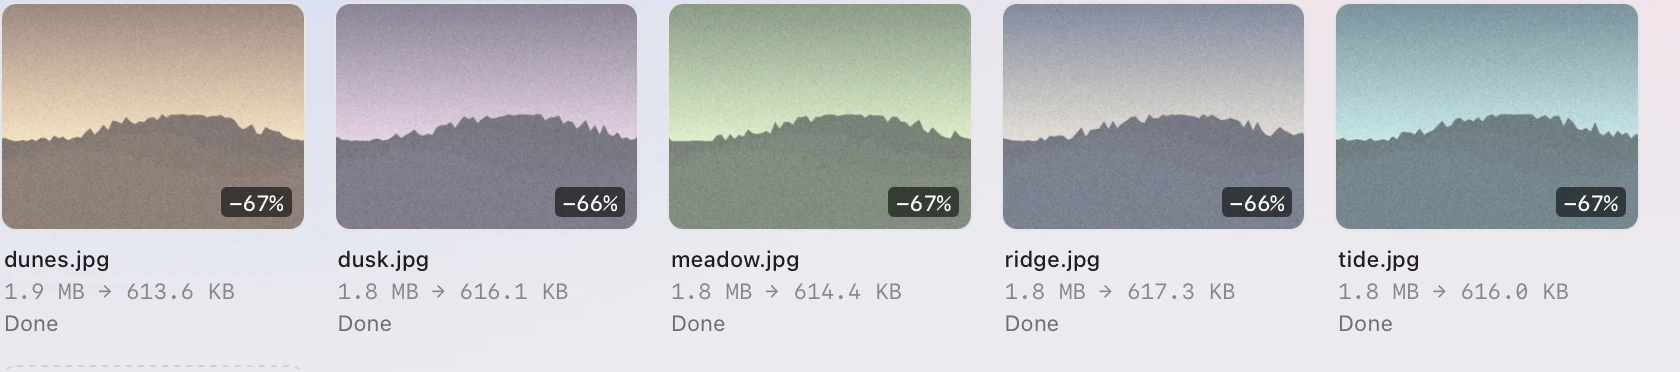 −67%
dunes.jpg
1.9 MB → 613.6 KB
Done
−66%
dusk.jpg
1.8 MB → 616.1 KB
Done
−67%
meadow.jpg
1.8 MB → 614.4 KB
Done
−66%
ridge.jpg
1.8 MB → 617.3 KB
Done
−67%
tide.jpg
1.8 MB → 616.0 KB
Done